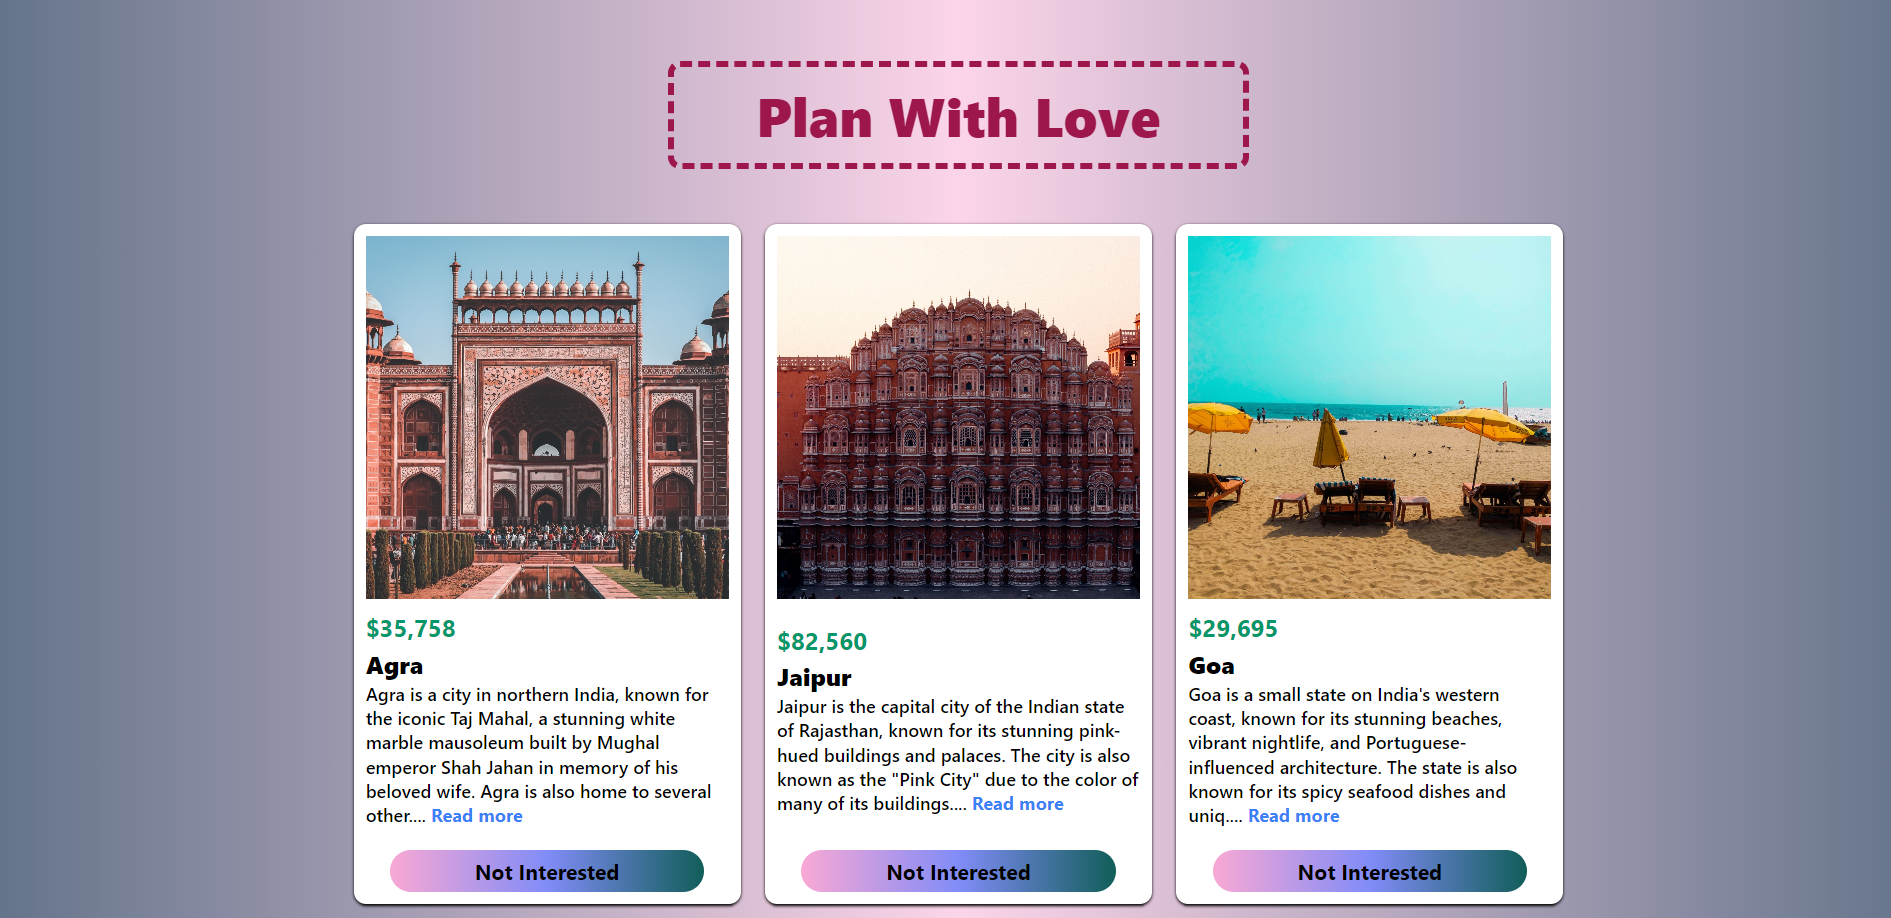 Plan With Love
$35,758
Agra
Agra is a city in northern India, known for
the iconic Taj Mahal, a stunning white
marble mausoleum built by Mughal
emperor Shah Jahan in memory of his
beloved wife. Agra is also home to several
other.... Read more
Not Interested
$82,560
Jaipur
Jaipur is the capital city of the Indian state
of Rajasthan, known for its stunning pink-
hued buildings and palaces. The city is also
known as the "Pink City" due to the color of
many of its buildings.... Read more
Not Interested
$29,695
Goa
Goa is a small state on India's western
coast, known for its stunning beaches,
vibrant nightlife, and Portuguese-
influenced architecture. The state is also
known for its spicy seafood dishes and
uniq.... Read more
Not Interested